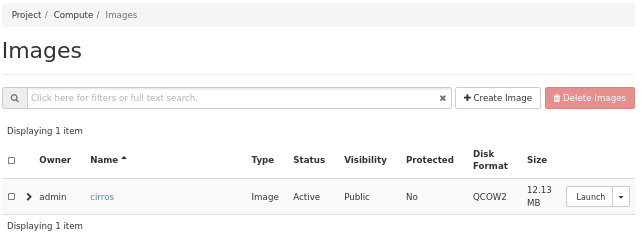 Project / Compute / Images
Images
Click here for filters or full text search. ✖ Create Image Delete Images
Displaying 1 item
Owner Name Type Status Visibility Protected Disk Format Size
admin cirros Image Active Public No QCOW2 12.13 MB Launch
Displaying 1 item